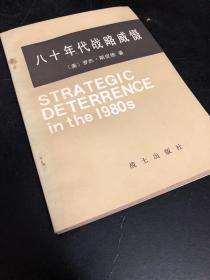 八十年代战略威慑
〔美〕罗杰·斯皮德 著
STRATEGIC
DETERRENCE
in the 1980s
战士出版社